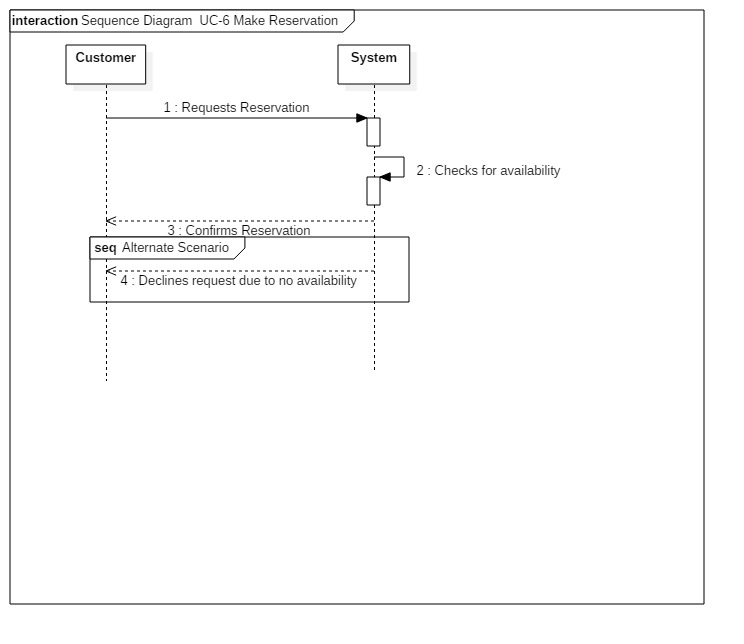 interaction Sequence Diagram UC-6 Make Reservation
Customer
System
1 : Requests Reservation
2 : Checks for availability
3 : Confirms Reservation
seq Alternate Scenario
4 : Declines request due to no availability